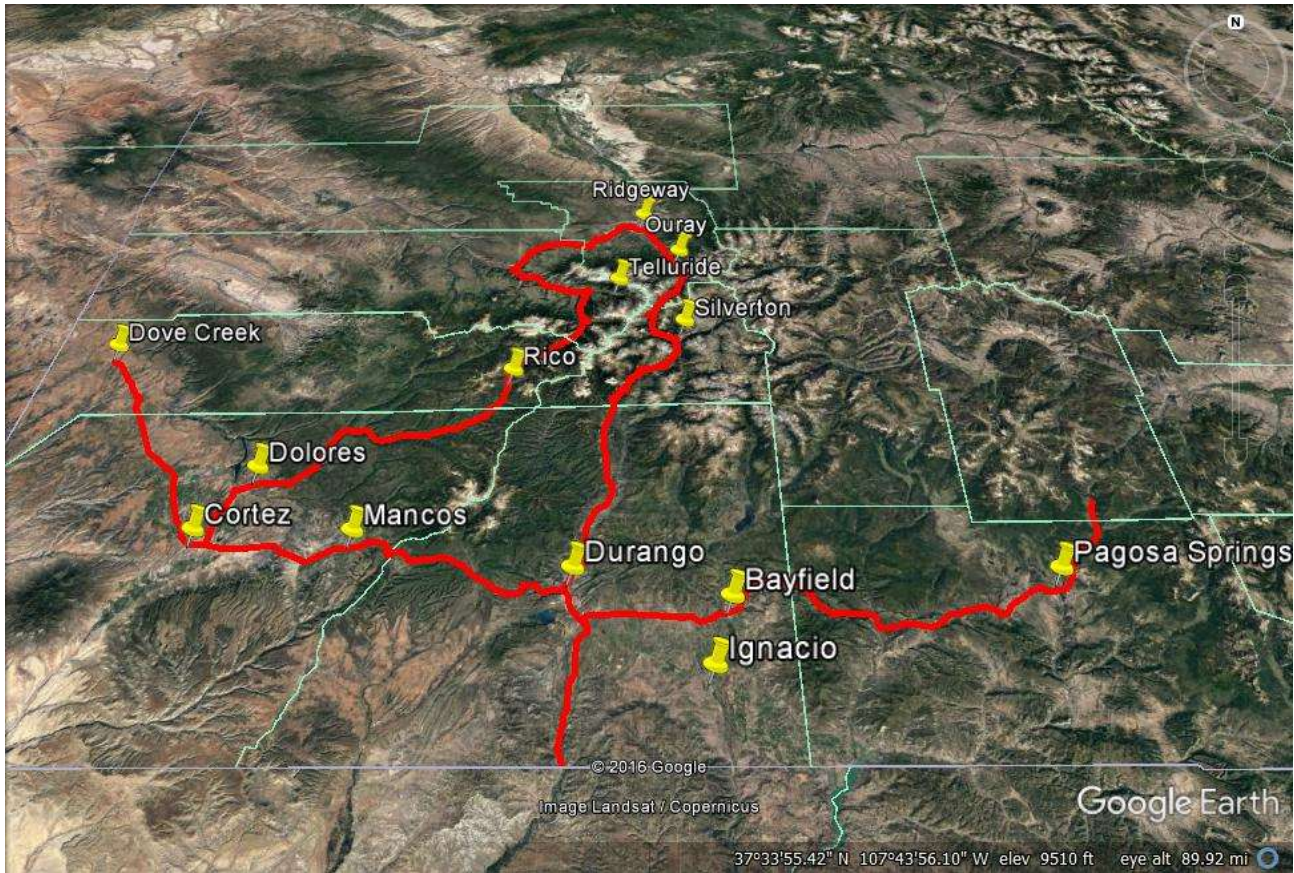 N
Ridgeway
Ouray
Telluride
Silverton
Dove Creek
Rico
Dolores
Cortez
Mancos
Durango
Pagosa Springs
Bayfield
Ignacio
© 2016 Google
Image Landsat / Copernicus
Google Earth
37°33'55.42" N 107°43'56.10" W elev 9510 ft eye alt 89.92 mi